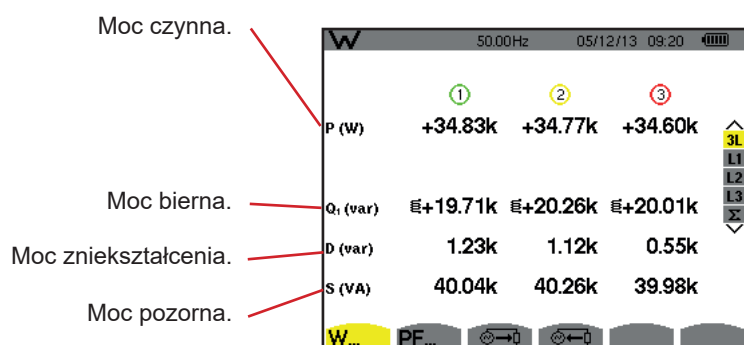 Moc czynna.
W 50.00Hz 05/12/13 09:20
1 2 3
P (W) +34.83k +34.77k +34.60k
3L
L1
L2
L3
Σ
Moc bierna.
Q₁ (var) +19.71k +20.26k +20.01k
Moc zniekształcenia.
D (var) 1.23k 1.12k 0.55k
Moc pozorna.
S (VA) 40.04k 40.26k 39.98k
W... PF...